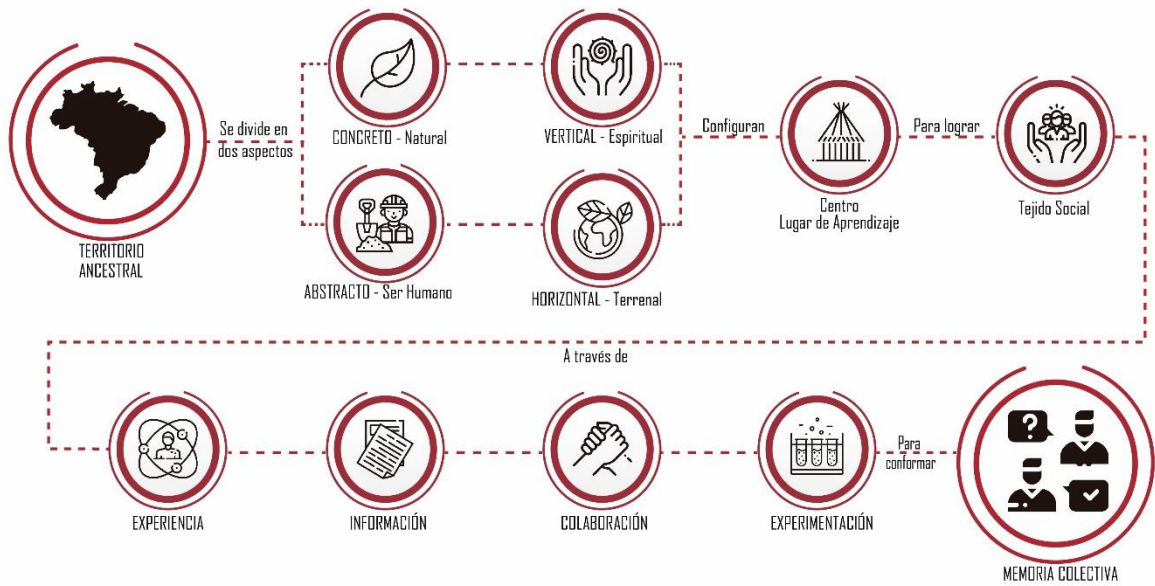 TERRITORIO
ANCESTRAL
Se divide en
dos aspectos
CONCRETO - Natural
ABSTRACTO - Ser Humano
VERTICAL - Espiritual
HORIZONTAL - Terrenal
Configuran
Centro
Lugar de Aprendizaje
Para lograr
Tejido Social
A través de
EXPERIENCIA
INFORMACIÓN
COLABORACIÓN
EXPERIMENTACIÓN
Para
conformar
MEMORIA COLECTIVA